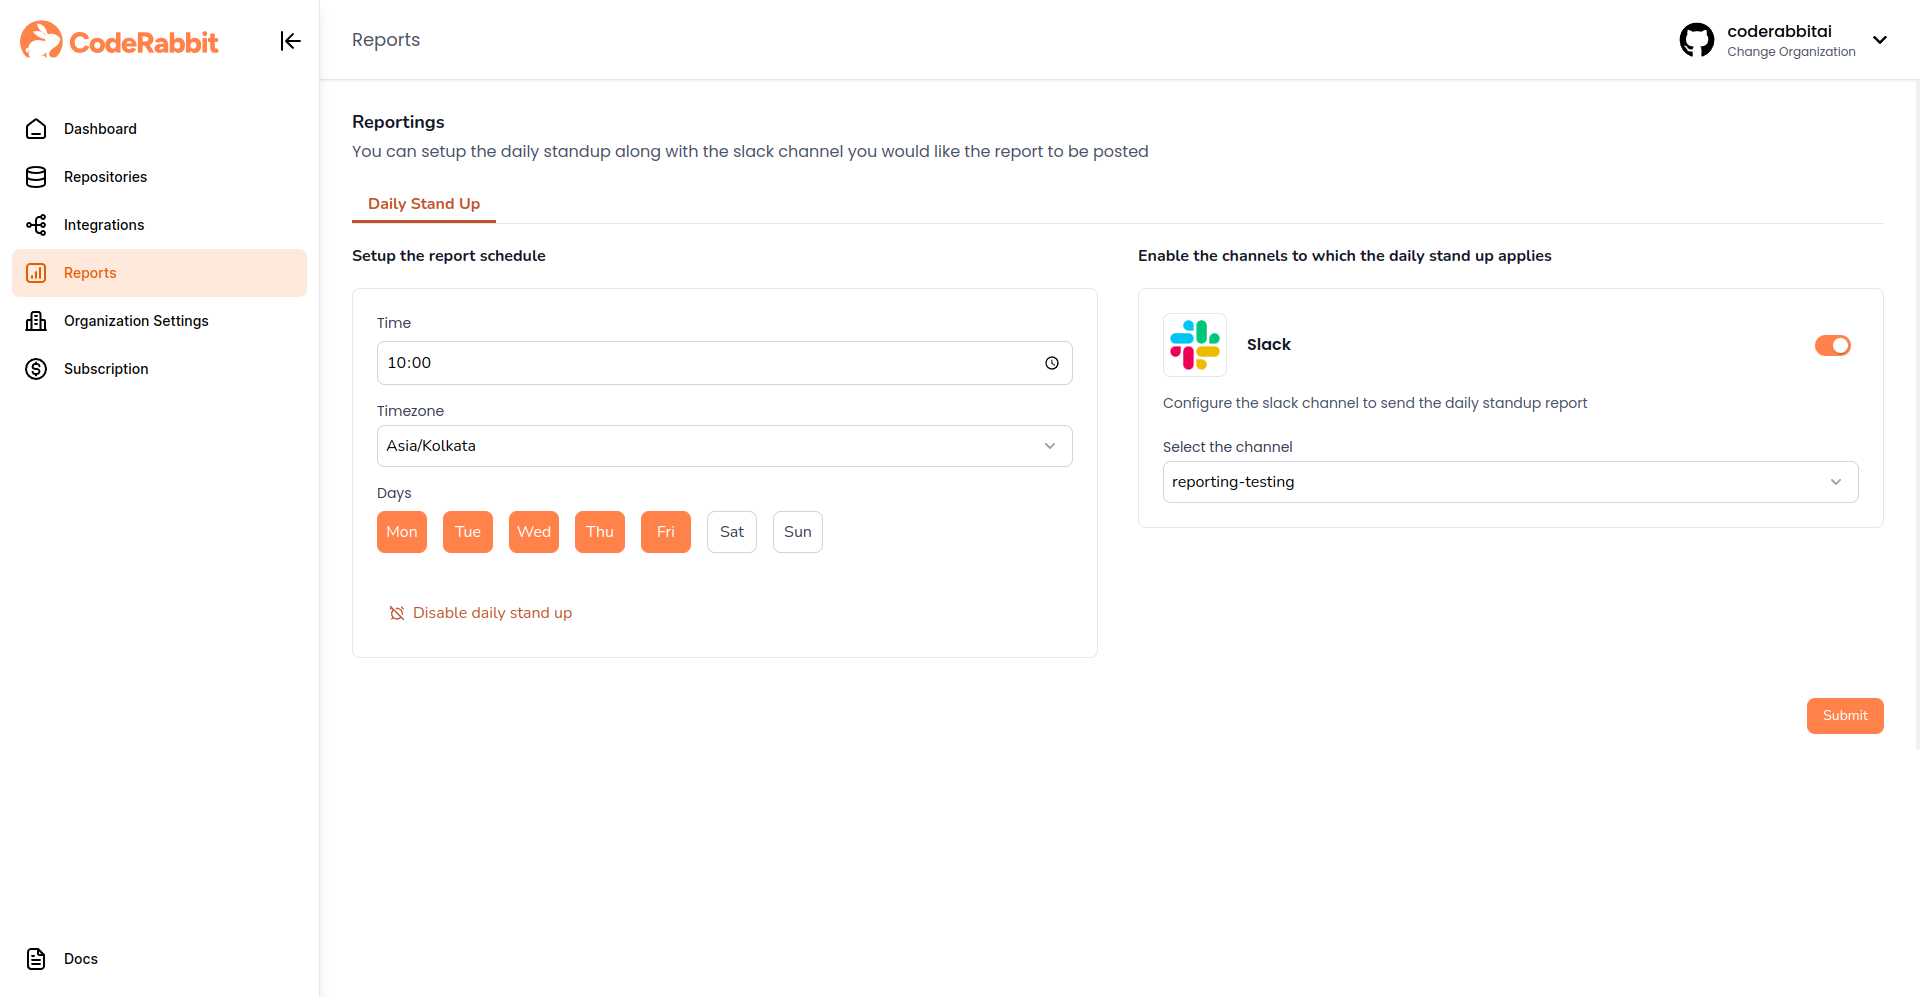 CodeRabbit
Reports
coderabbitai
Change Organization
Dashboard
Repositories
Integrations
Reports
Organization Settings
Subscription
Docs
Reportings
You can setup the daily standup along with the slack channel you would like the report to be posted
Daily Stand Up
Setup the report schedule
Time
10:00
Timezone
Asia/Kolkata
Days
Mon Tue Wed Thu Fri Sat Sun
Disable daily stand up
Enable the channels to which the daily stand up applies
Slack
Configure the slack channel to send the daily standup report
Select the channel
reporting-testing
Submit